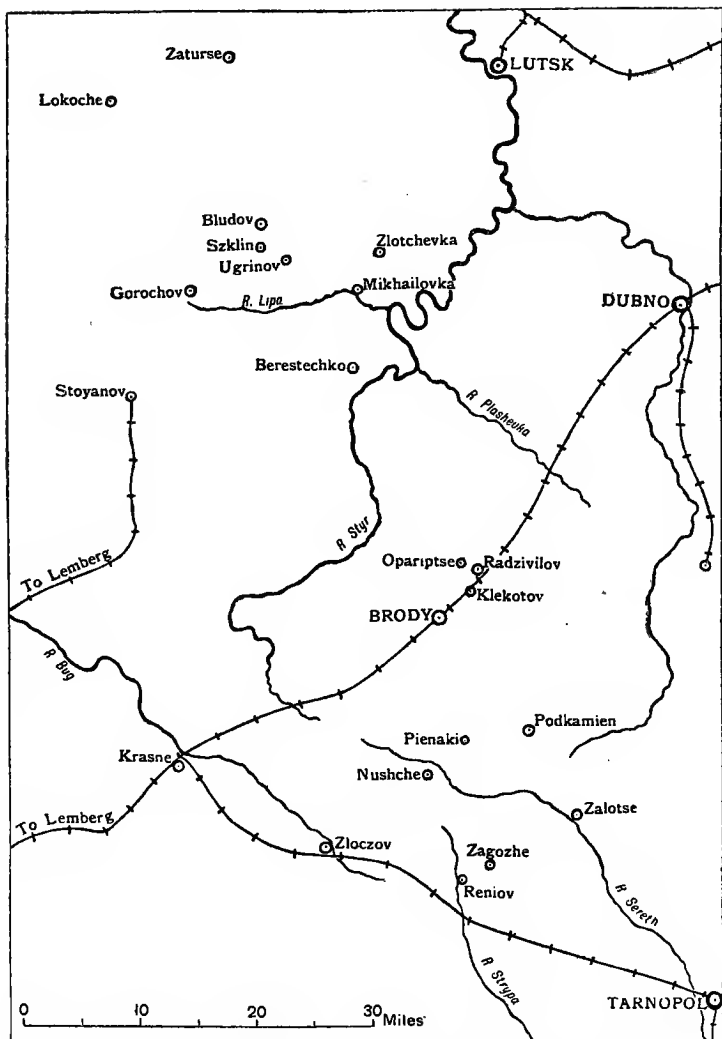 Zaturse
LUTSK
Lokoche
Bludov
Szklin
Ugrinov
Zlotchevka
Gorochov
R. Lipa
Mikhailovka
DUBNO
Berestechko
Stoyanov
R Plashevka
R Styr
To Lemberg
Opariptse
Radzivilov
Klekotov
BRODY
R Bug
Podkamien
Pienaki
Krasne
Nushche
To Lemberg
Zalotse
Zloczov
Zagozhe
Reniov
R Sereth
R Strypa
TARNOPOL
0 10 20 30 Miles